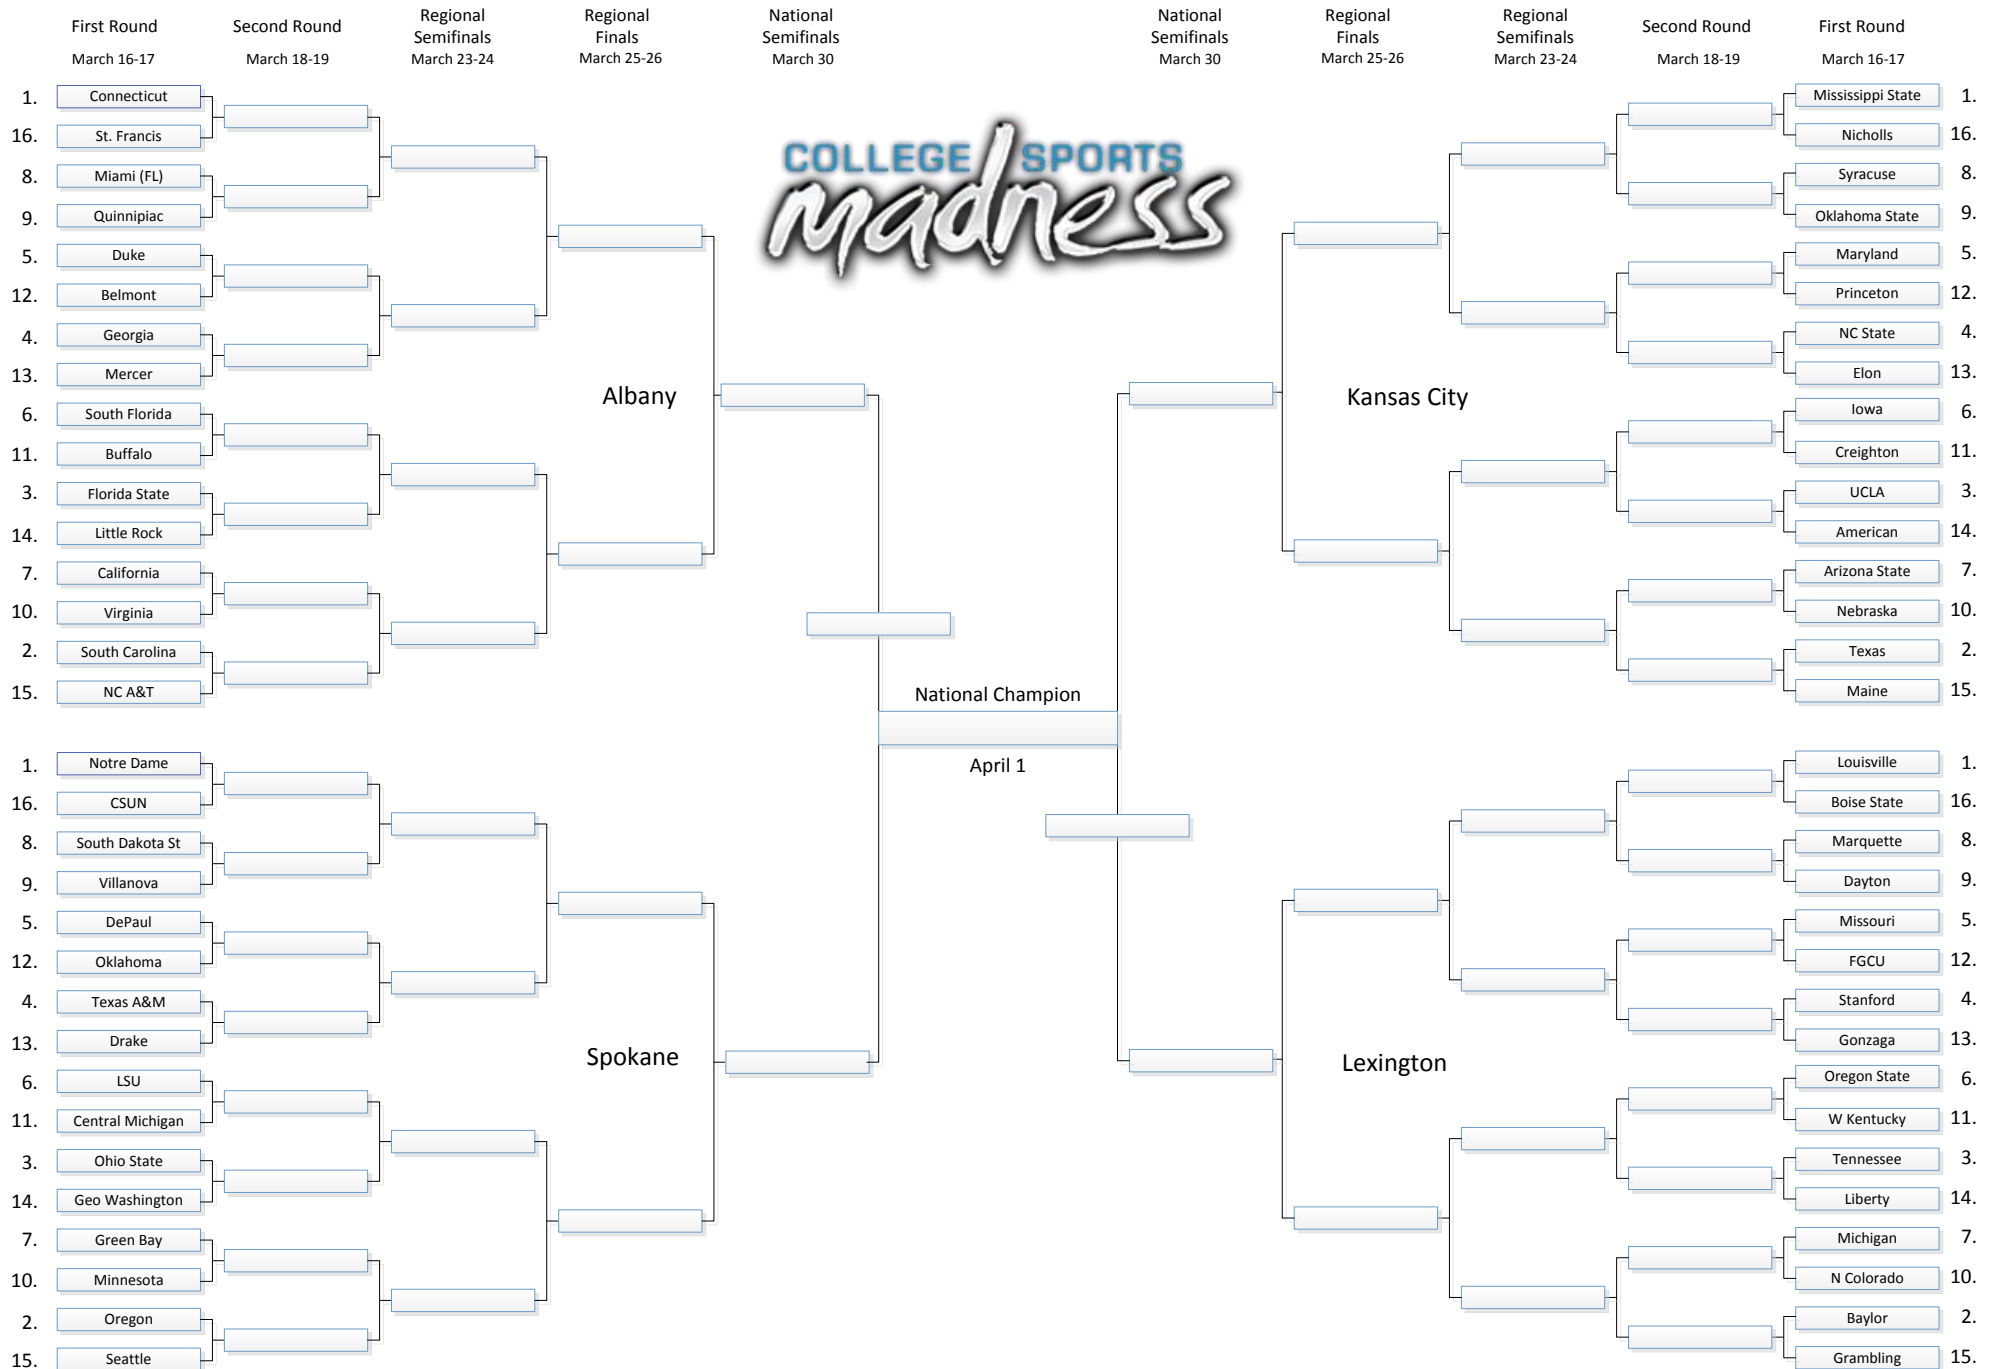 First Round
March 16-17
Second Round
March 18-19
Regional
Semifinals
March 23-24
Regional
Finals
March 25-26
National
Semifinals
March 30
National
Semifinals
March 30
Regional
Finals
March 25-26
Regional
Semifinals
March 23-24
Second Round
March 18-19
First Round
March 16-17
COLLEGE SPORTS
madness
1. Connecticut
16. St. Francis
8. Miami (FL)
9. Quinnipiac
5. Duke
12. Belmont
4. Georgia
13. Mercer
6. South Florida
11. Buffalo
3. Florida State
14. Little Rock
7. California
10. Virginia
2. South Carolina
15. NC A&T
Albany
1. Notre Dame
16. CSUN
8. South Dakota St
9. Villanova
5. DePaul
12. Oklahoma
4. Texas A&M
13. Drake
6. LSU
11. Central Michigan
3. Ohio State
14. Geo Washington
7. Green Bay
10. Minnesota
2. Oregon
15. Seattle
Spokane
National Champion
April 1
Mississippi State 1.
Nicholls 16.
Syracuse 8.
Oklahoma State 9.
Maryland 5.
Princeton 12.
NC State 4.
Elon 13.
Iowa 6.
Creighton 11.
UCLA 3.
American 14.
Arizona State 7.
Nebraska 10.
Texas 2.
Maine 15.
Kansas City
Louisville 1.
Boise State 16.
Marquette 8.
Dayton 9.
Missouri 5.
FGCU 12.
Stanford 4.
Gonzaga 13.
Oregon State 6.
W Kentucky 11.
Tennessee 3.
Liberty 14.
Michigan 7.
N Colorado 10.
Baylor 2.
Grambling 15.
Lexington